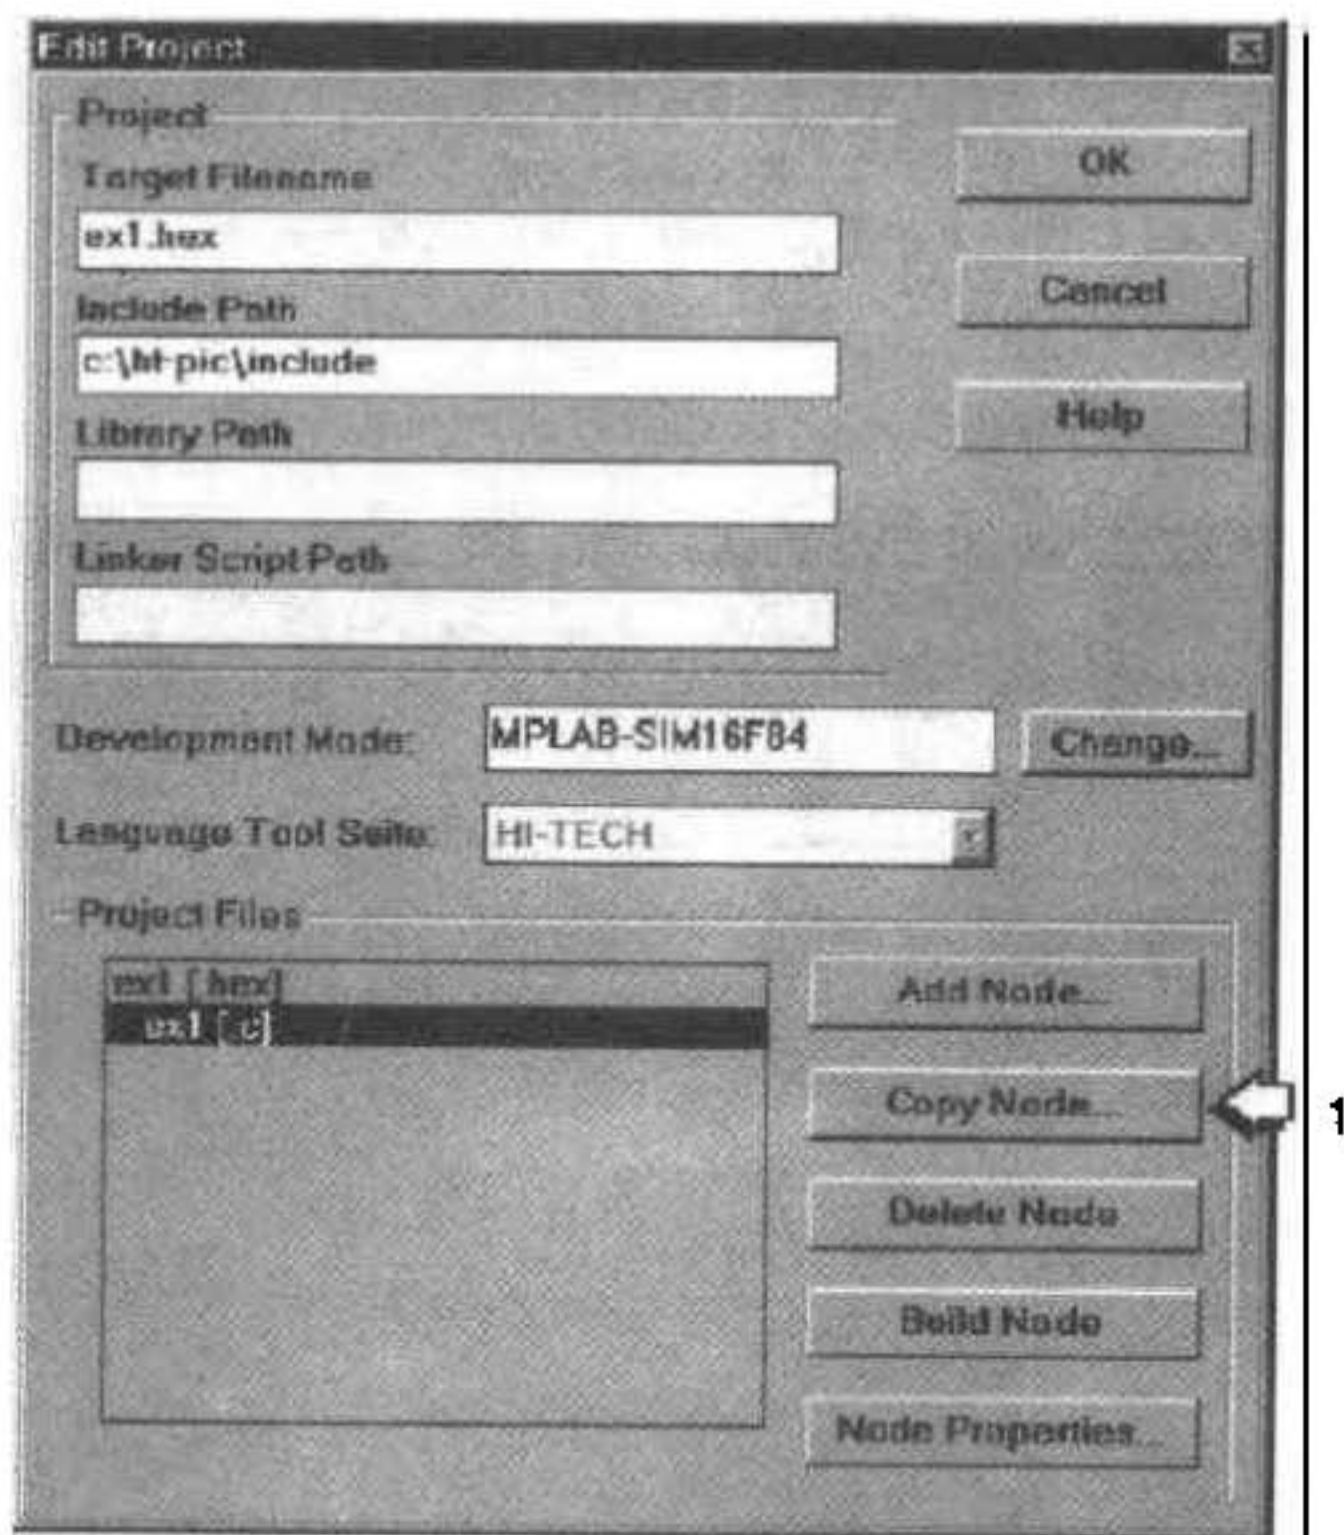 Edit Project
Project
Target Filename
ex1.hex
Include Path
c:\ht-pic\include
Library Path
Linker Script Path
OK
Cancel
Help
Development Mode: MPLAB-SIM16F84 Change...
Language Tool Suite: HI-TECH
Project Files
ex1 [.hex]
ex1 [.c]
Add Node...
Copy Node...
Delete Node
Build Node
Node Properties...
1